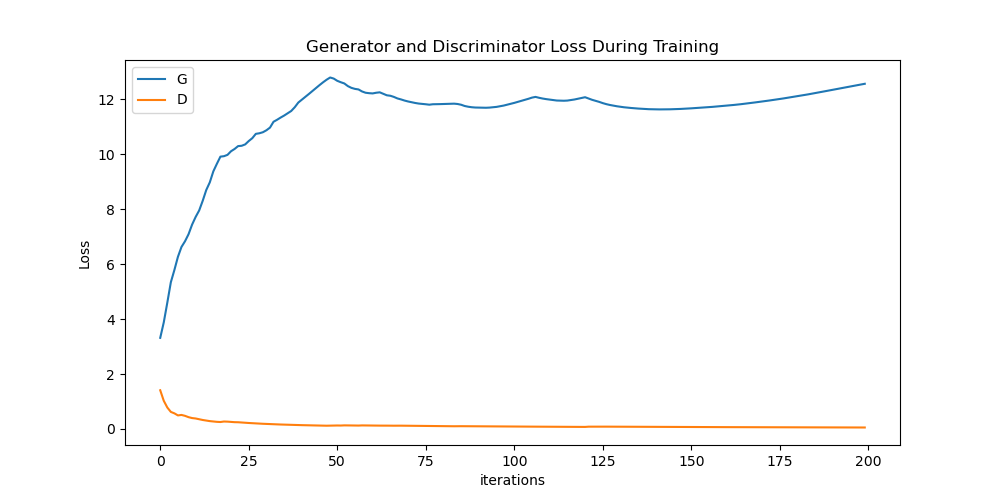 Generator and Discriminator Loss During Training
G
D
12
10
8
6
4
2
0
Loss
0 25 50 75 100 125 150 175 200
iterations